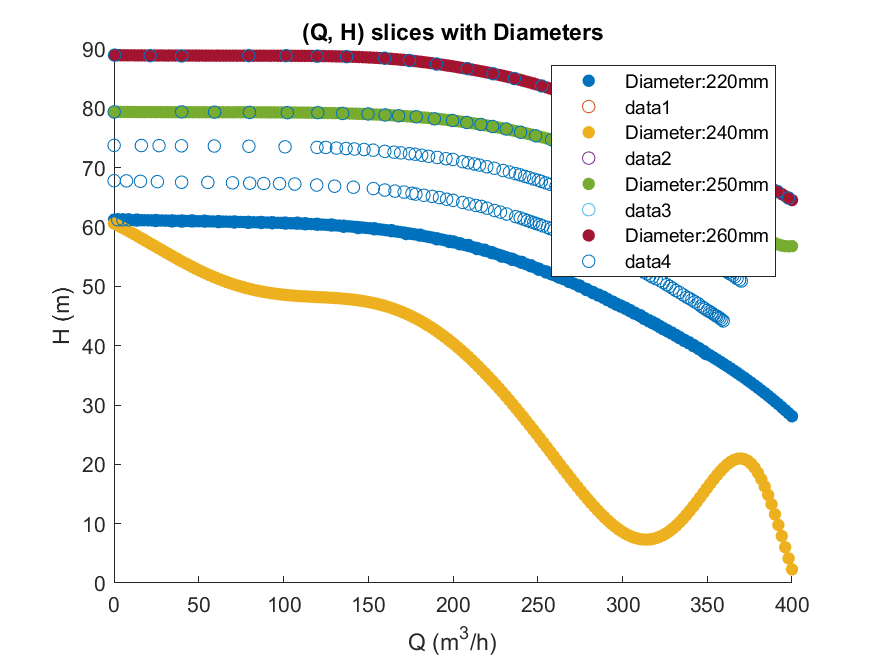 (Q, H) slices with Diameters
90
80
70
60
50
40
30
20
10
0
H (m)
Diameter:220mm
data1
Diameter:240mm
data2
Diameter:250mm
data3
Diameter:260mm
data4
0 50 100 150 200 250 300 350 400
Q (m³/h)